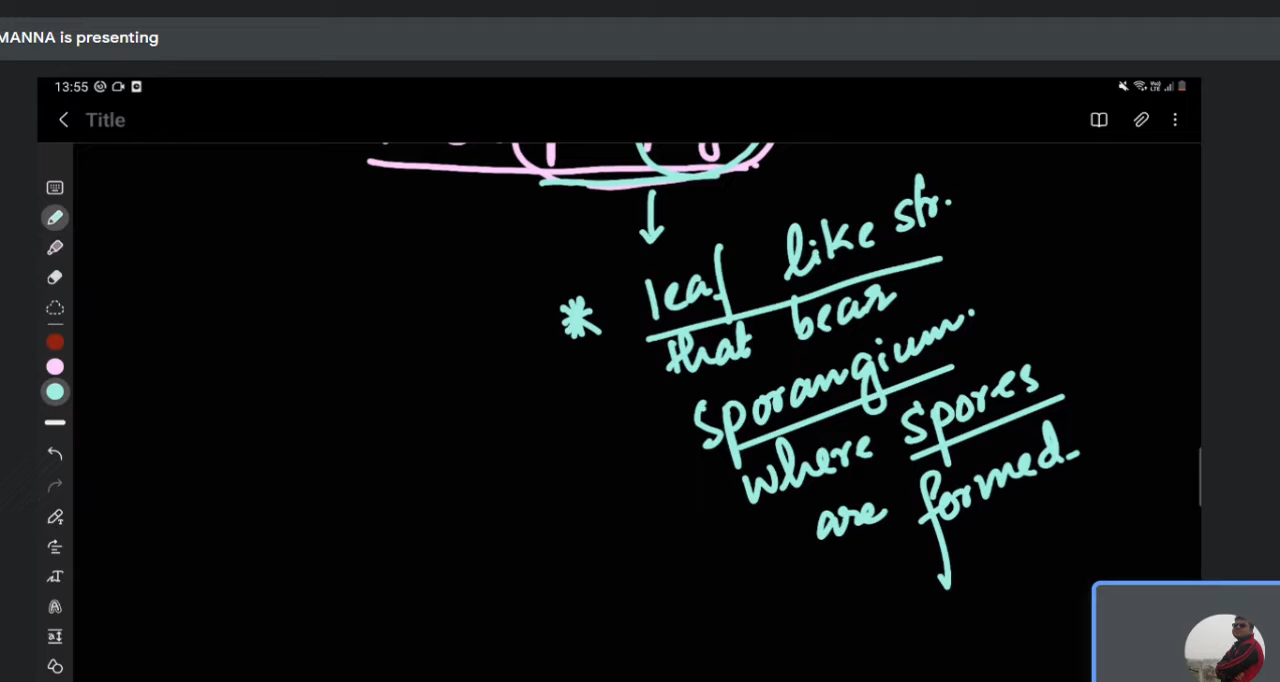 MANNA is presenting
13:55
Title
* leaf like str.
that bear
sporangium.
where spores
are formed.